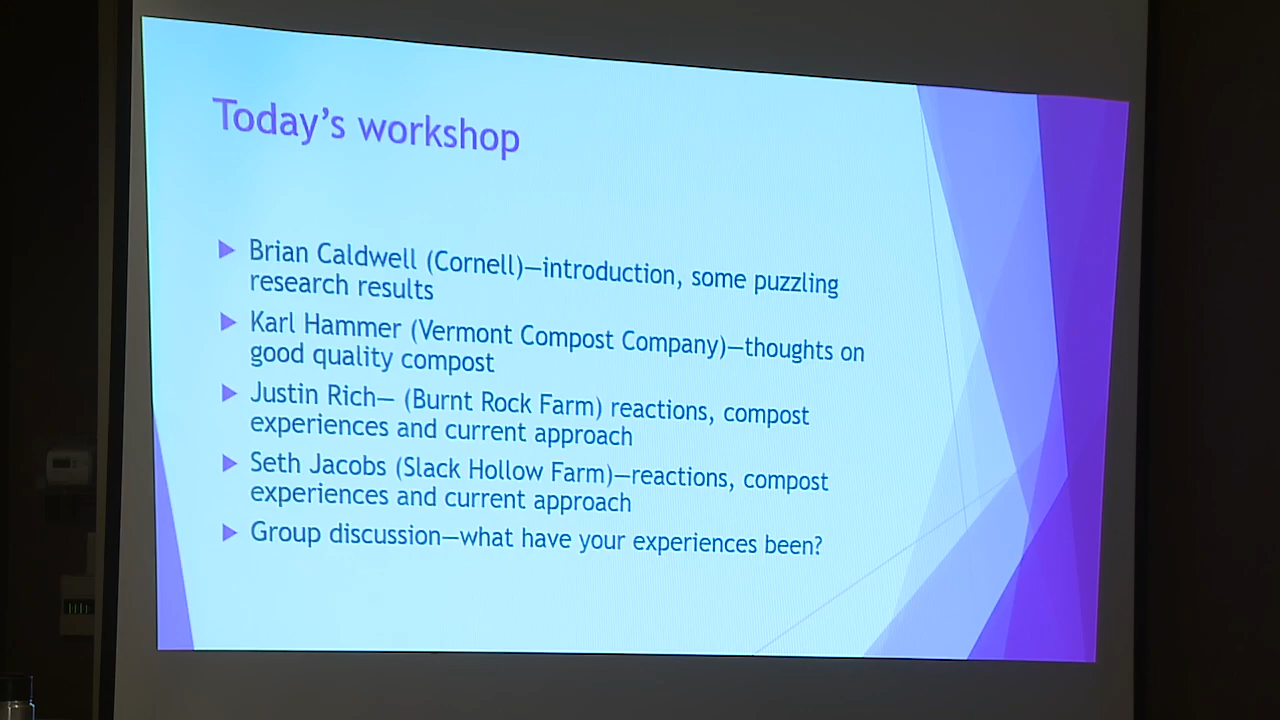 Today's workshop
Brian Caldwell (Cornell)—introduction, some puzzling
research results
Karl Hammer (Vermont Compost Company)—thoughts on
good quality compost
Justin Rich— (Burnt Rock Farm) reactions, compost
experiences and current approach
Seth Jacobs (Slack Hollow Farm)—reactions, compost
experiences and current approach
Group discussion—what have your experiences been?